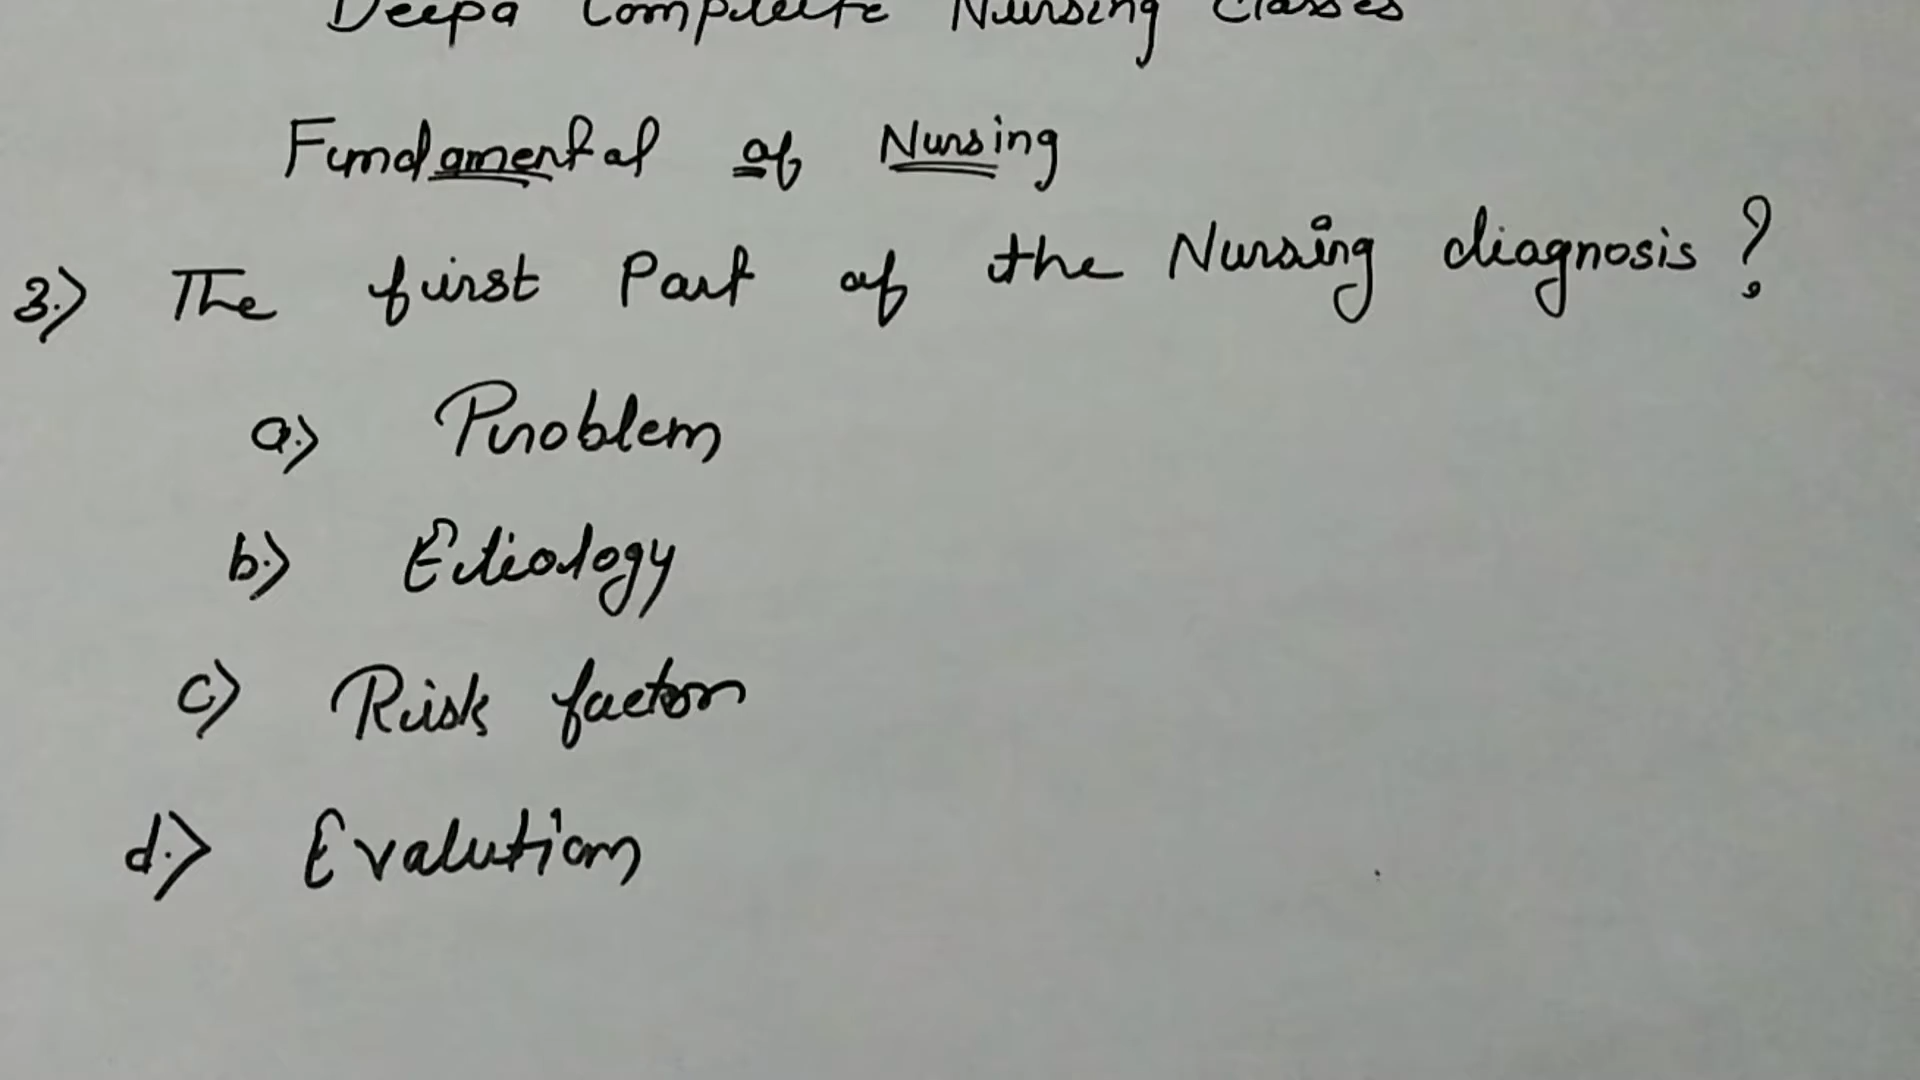 Deepa Complete Nursing Classes
Fundamental of Nursing
3.) The first Part of the Nursing diagnosis ?
a.) Problem
b.) Etiology
c.) Risk factor
d.) Evalution